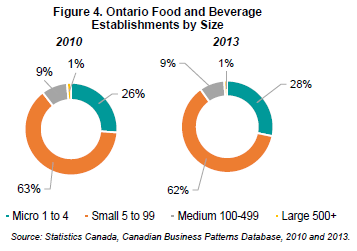 Figure 4. Ontario Food and Beverage
Establishments by Size
2010
2013
9%
1%
26%
63%
9%
1%
28%
62%
Micro 1 to 4
Small 5 to 99
Medium 100-499
Large 500+
Source: Statistics Canada, Canadian Business Patterns Database, 2010 and 2013.